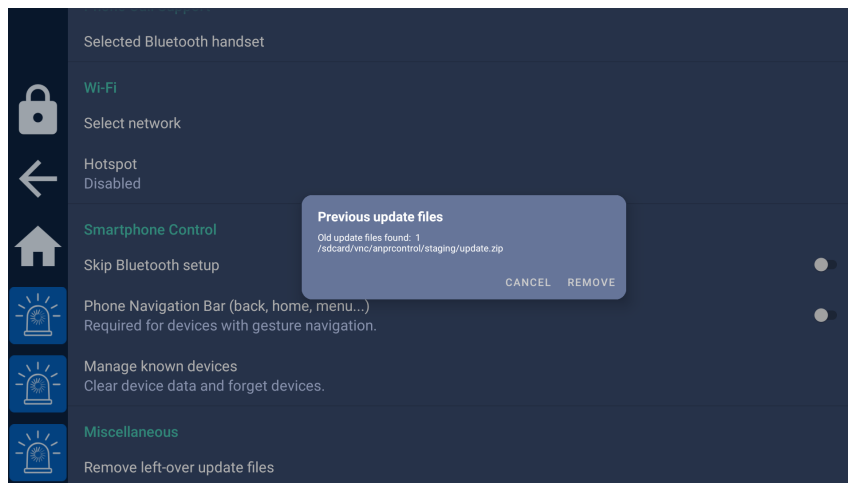 Selected Bluetooth handset
Wi-Fi
Select network
Hotspot
Disabled
Previous update files
Old update files found: 1
/sdcard/vnc/anprcontrol/staging/update.zip
CANCEL REMOVE
Smartphone Control
Skip Bluetooth setup
Phone Navigation Bar (back, home, menu...)
Required for devices with gesture navigation.
Manage known devices
Clear device data and forget devices.
Miscellaneous
Remove left-over update files